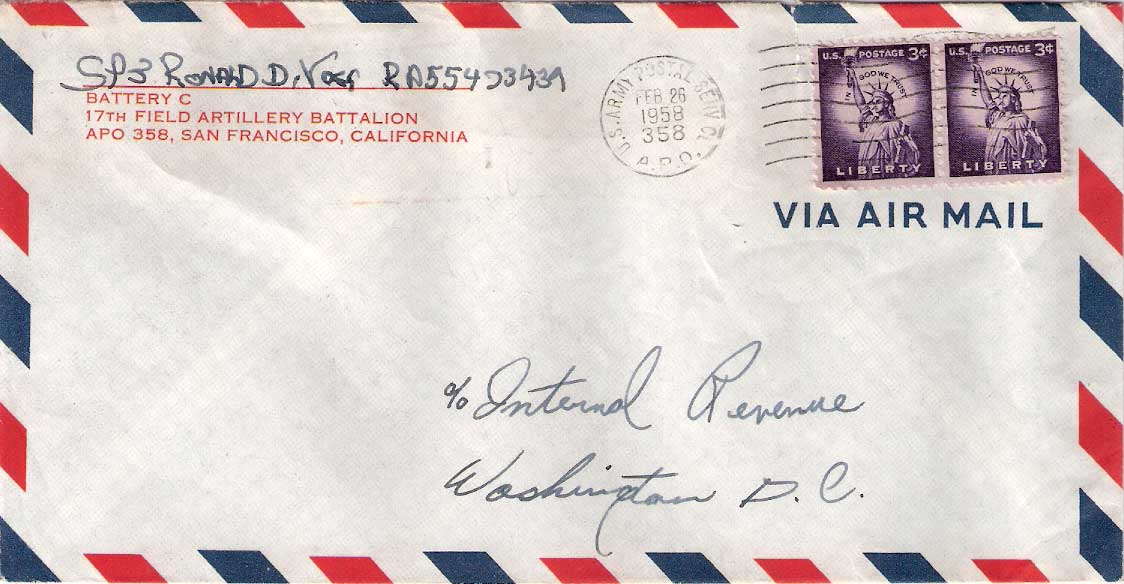 SP3 RONALD D. RA55453439
BATTERY C
17TH FIELD ARTILLERY BATTALION
APO 358, SAN FRANCISCO, CALIFORNIA
U.S. ARMY POSTAL SERV
FEB 26
1958
358
A.P.O.
U.S. POSTAGE 3¢
IN GOD WE TRUST
LIBERTY
U.S. POSTAGE 3¢
IN GOD WE TRUST
LIBERTY
VIA AIR MAIL
% Internal Revenue
Washington D. C.